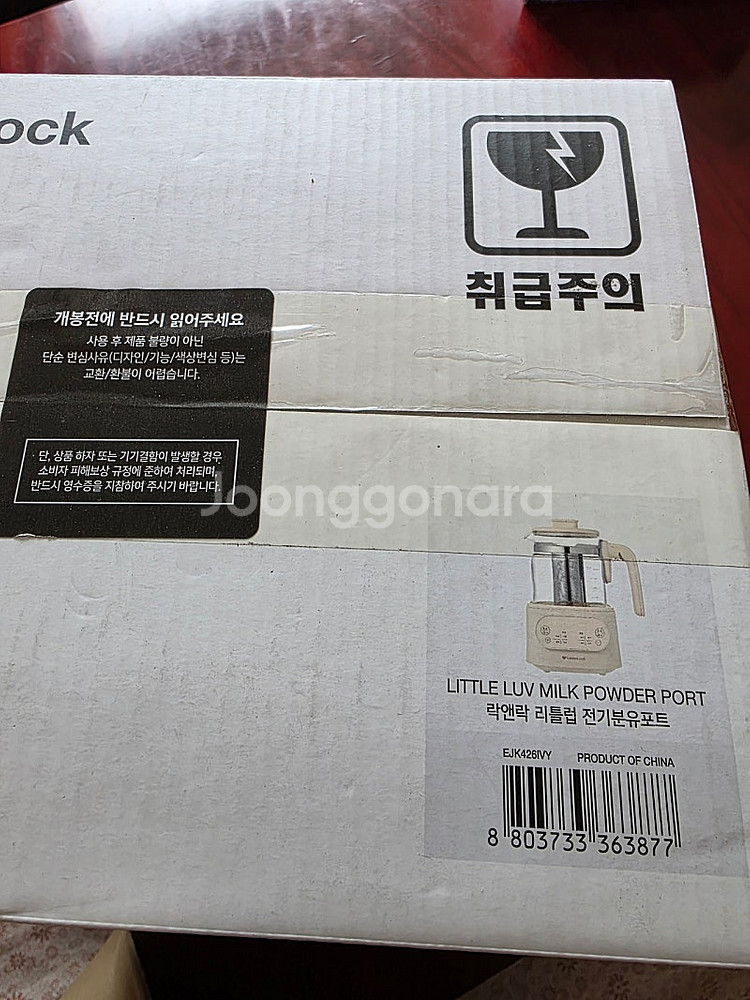 ock
취급주의
개봉전에 반드시 읽어주세요
사용 후 제품 불량이 아닌
단순 변심사유(디자인/기능/색상변심 등)는
교환/환불이 어렵습니다.
단, 상품 하자 또는 기기결함이 발생할 경우
소비자 피해보상 규정에 준하여 처리되며,
반드시 영수증을 지참하여 주시기 바랍니다.
Joonggonara
LITTLE LUV MILK POWDER PORT
락앤락 리틀럽 전기분유포트
EJK426IVY PRODUCT OF CHINA
8 803733 363877